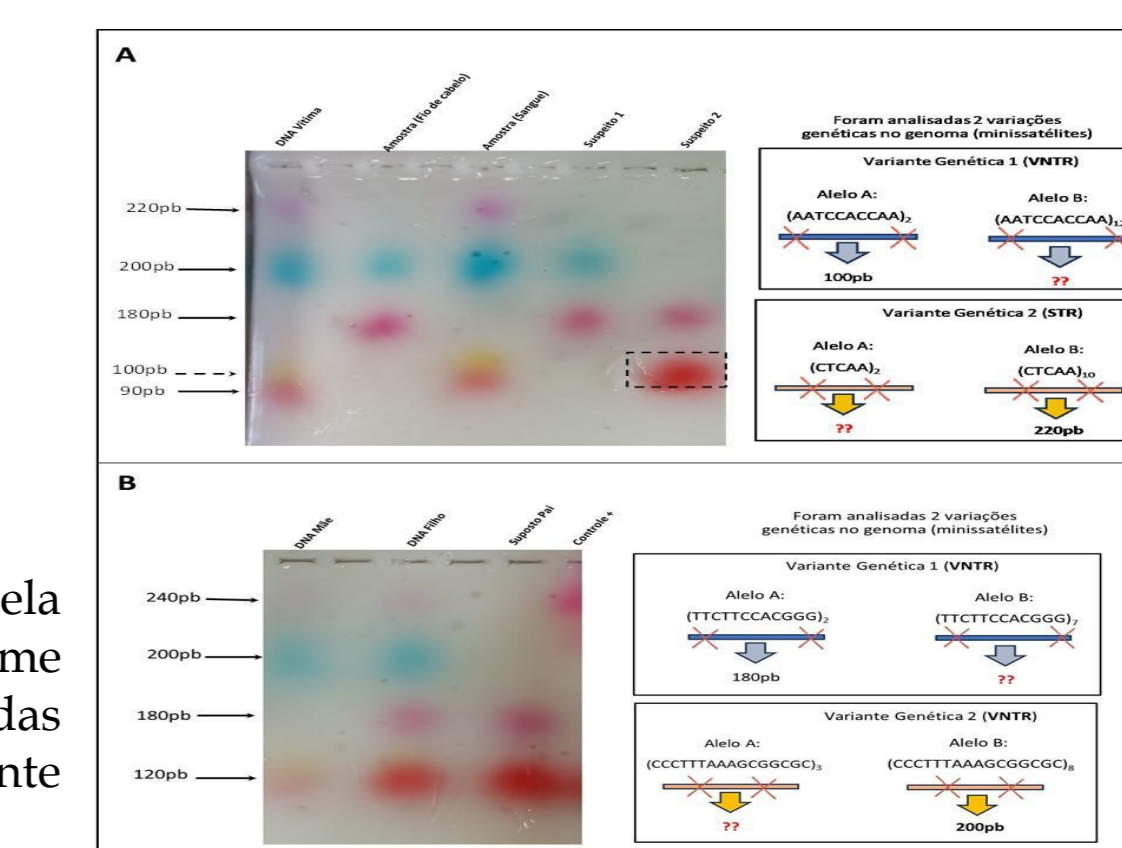 A
DNA Vítima
Amostra (Fio de cabelo)
Amostra (Sangue)
Suspeito 1
Suspeito 2
220pb
200pb
180pb
100pb
90pb
Foram analisadas 2 variações
genéticas no genoma (minissatélites)
Variante Genética 1 (VNTR)
Alelo A:
(AATCCACCAA)2
100pb
Alelo B:
(AATCCACCAA)12
??
Variante Genética 2 (STR)
Alelo A:
(CTCAA)2
??
Alelo B:
(CTCAA)10
220pb
B
DNA Mãe
DNA Filho
Suposto Pai
Controle +
240pb
200pb
180pb
120pb
Foram analisadas 2 variações
genéticas no genoma (minissatélites)
Variante Genética 1 (VNTR)
Alelo A:
(TTCTTCCACGGG)2
180pb
Alelo B:
(TTCTTCCACGGG)7
??
Variante Genética 2 (VNTR)
Alelo A:
(CCCTTTAAAGCGGCGC)3
??
Alelo B:
(CCCTTTAAAGCGGCGC)8
200pb
ela
me
das
nte